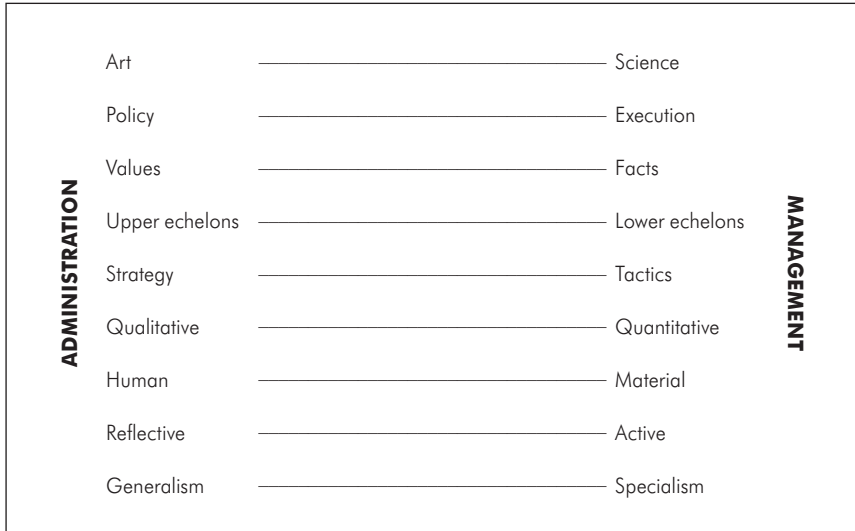 ADMINISTRATION
Art Science
Policy Execution
Values Facts
Upper echelons Lower echelons
Strategy Tactics
Qualitative Quantitative
Human Material
Reflective Active
Generalism Specialism
MANAGEMENT